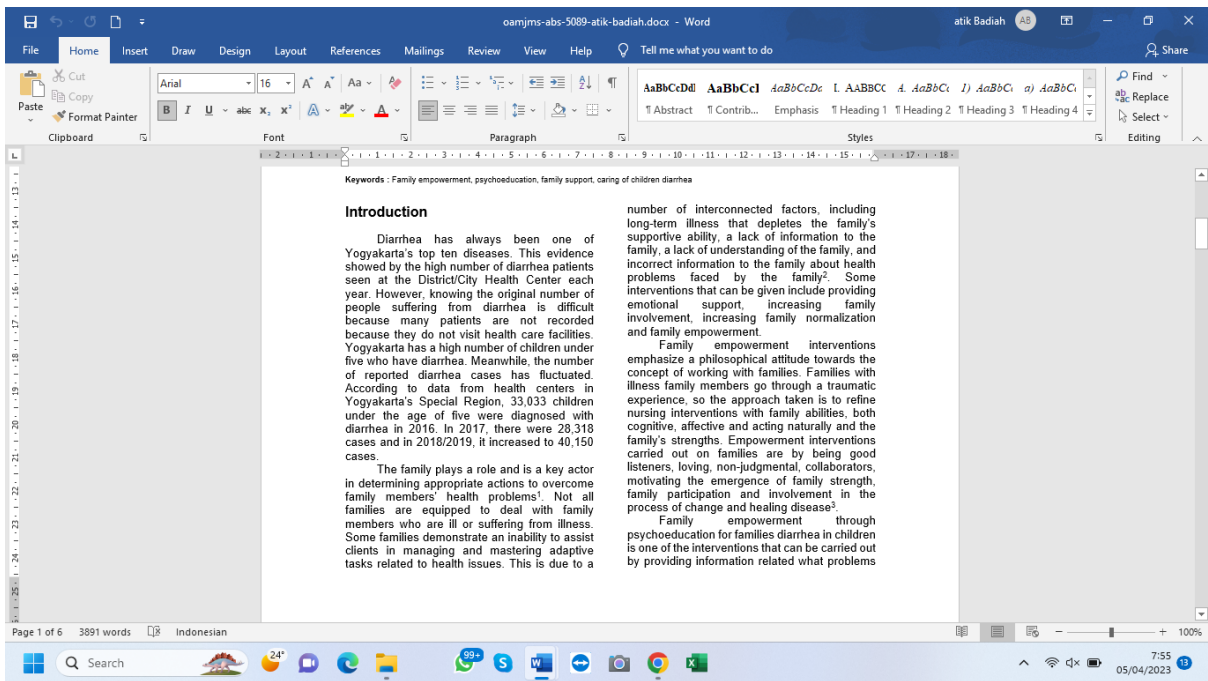 oamjms-abs-5089-atik-badiah.docx - Word
atik Badiah AB
File Home Insert Draw Design Layout References Mailings Review View Help Tell me what you want to do Share
Paste
Cut
Copy
Format Painter
Clipboard
Arial 16
Font
Paragraph
AaBbCcDdI AaBbCcI AaBbCcDc I. AABBCC A. AaBbCc 1) AaBbCc a) AaBbCc
¶ Abstract ¶ Contrib... Emphasis ¶ Heading 1 ¶ Heading 2 ¶ Heading 3 ¶ Heading 4
Styles
Find
Replace
Select
Editing
Keywords : Family empowerment, psychoeducation, family support, caring of children diarrhea
Introduction
Diarrhea has always been one of
Yogyakarta's top ten diseases. This evidence
showed by the high number of diarrhea patients
seen at the District/City Health Center each
year. However, knowing the original number of
people suffering from diarrhea is difficult
because many patients are not recorded
because they do not visit health care facilities.
Yogyakarta has a high number of children under
five who have diarrhea. Meanwhile, the number
of reported diarrhea cases has fluctuated.
According to data from health centers in
Yogyakarta's Special Region, 33,033 children
under the age of five were diagnosed with
diarrhea in 2016. In 2017, there were 28,318
cases and in 2018/2019, it increased to 40,150
cases.
The family plays a role and is a key actor
in determining appropriate actions to overcome
family members' health problems¹. Not all
families are equipped to deal with family
members who are ill or suffering from illness.
Some families demonstrate an inability to assist
clients in managing and mastering adaptive
tasks related to health issues. This is due to a
number of interconnected factors, including
long-term illness that depletes the family's
supportive ability, a lack of information to the
family, a lack of understanding of the family, and
incorrect information to the family about health
problems faced by the family². Some
interventions that can be given include providing
emotional support, increasing family
involvement, increasing family normalization
and family empowerment.
Family empowerment interventions
emphasize a philosophical attitude towards the
concept of working with families. Families with
illness family members go through a traumatic
experience, so the approach taken is to refine
nursing interventions with family abilities, both
cognitive, affective and acting naturally and the
family's strengths. Empowerment interventions
carried out on families are by being good
listeners, loving, non-judgmental, collaborators,
motivating the emergence of family strength,
family participation and involvement in the
process of change and healing disease³.
Family empowerment through
psychoeducation for families diarrhea in children
is one of the interventions that can be carried out
by providing information related what problems
Page 1 of 6 3891 words Indonesian 100%
Search 24° 99+ 7:55
05/04/2023 13